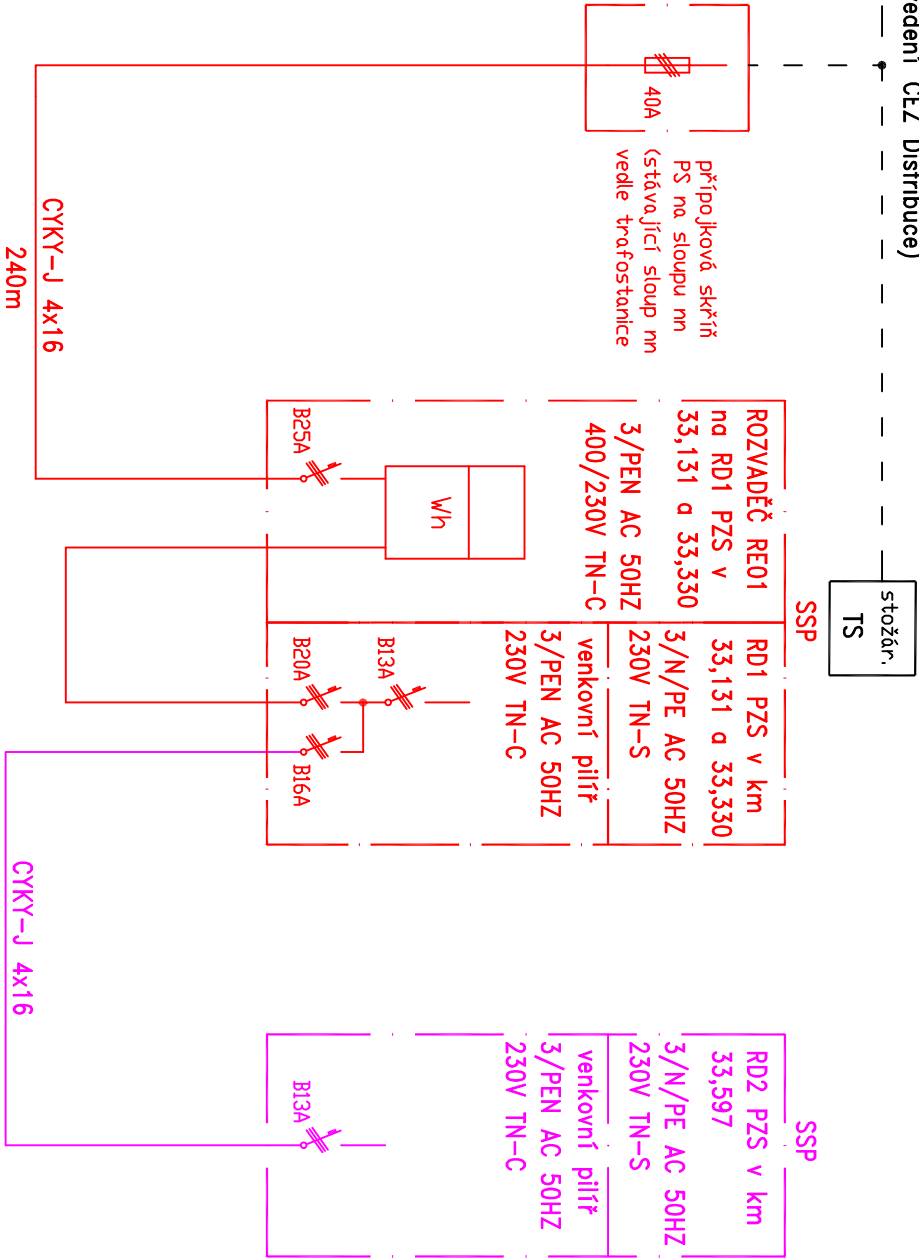 vedení ČEZ Distribuce)
40A
přípojková skříň
PS na sloupu nn
(stávající sloup nn
vedle trafostanice
CYKY-J 4x16
240m
stožár.
TS
SSP
ROZVADĚČ RE01
na RD1 PZS v
33,131 a 33,330
3/PEN AC 50HZ
400/230V TN-C
Wh
B25A
RD1 PZS v km
33,131 a 33,330
3/N/PE AC 50HZ
230V TN-S
venkovní pilíř
3/PEN AC 50HZ
230V TN-C
B13A
B20A
B16A
CYKY-J 4x16
SSP
RD2 PZS v km
33,597
3/N/PE AC 50HZ
230V TN-S
venkovní pilíř
3/PEN AC 50HZ
230V TN-C
B13A